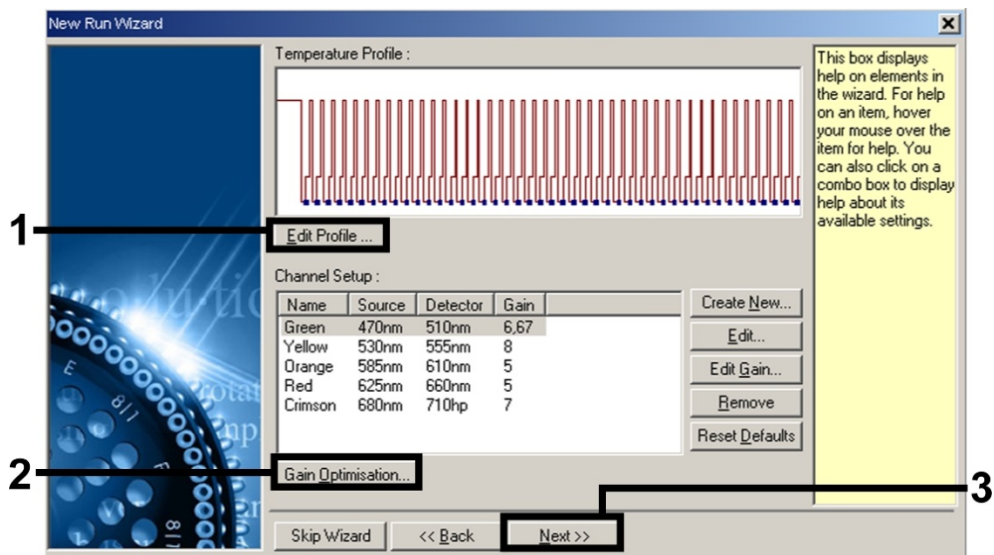 New Run Wizard
Temperature Profile :
This box displays
help on elements in
the wizard. For help
on an item, hover
your mouse over the
item for help. You
can also click on a
combo box to display
help about its
available settings.
1
Edit Profile ...
Channel Setup :
Name Source Detector Gain
Green 470nm 510nm 6,67
Yellow 530nm 555nm 8
Orange 585nm 610nm 5
Red 625nm 660nm 5
Crimson 680nm 710hp 7
Create New...
Edit...
Edit Gain...
Remove
Reset Defaults
2
Gain Optimisation...
3
Skip Wizard << Back Next >>